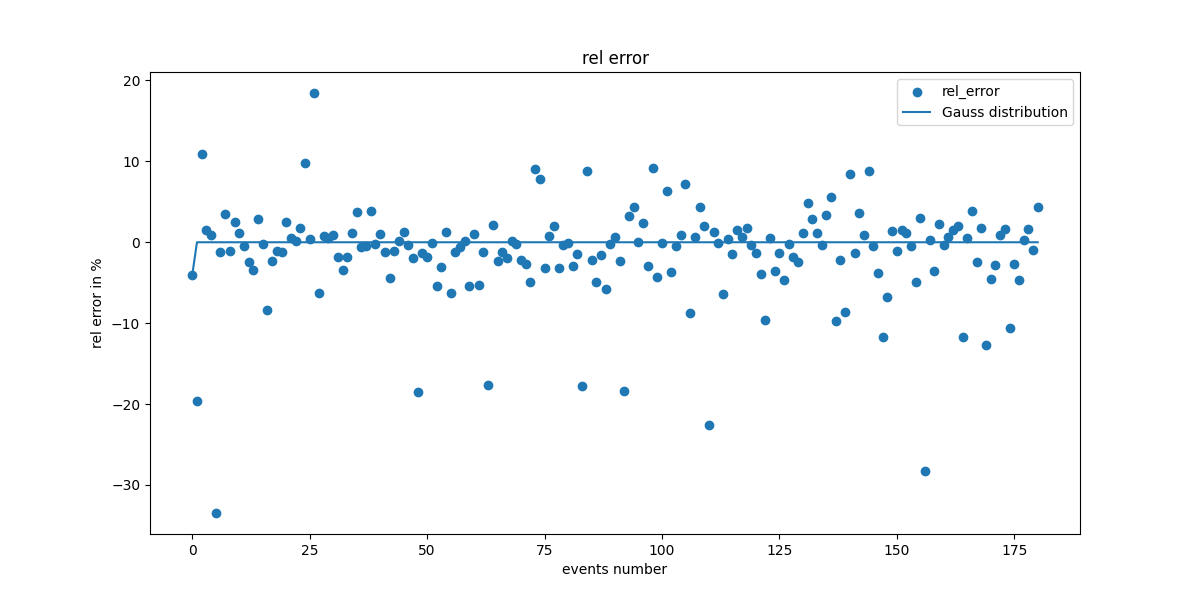 rel error
rel_error
Gauss distribution
20
10
0
−10
−20
−30
rel error in %
0 25 50 75 100 125 150 175
events number